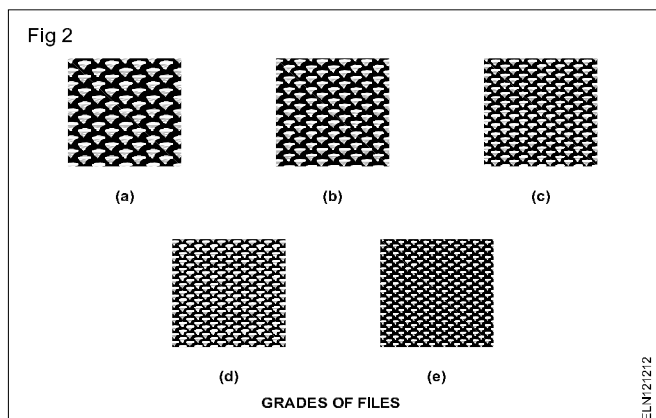 Fig 2
(a)
(b)
(c)
(d)
(e)
GRADES OF FILES
ELN121212